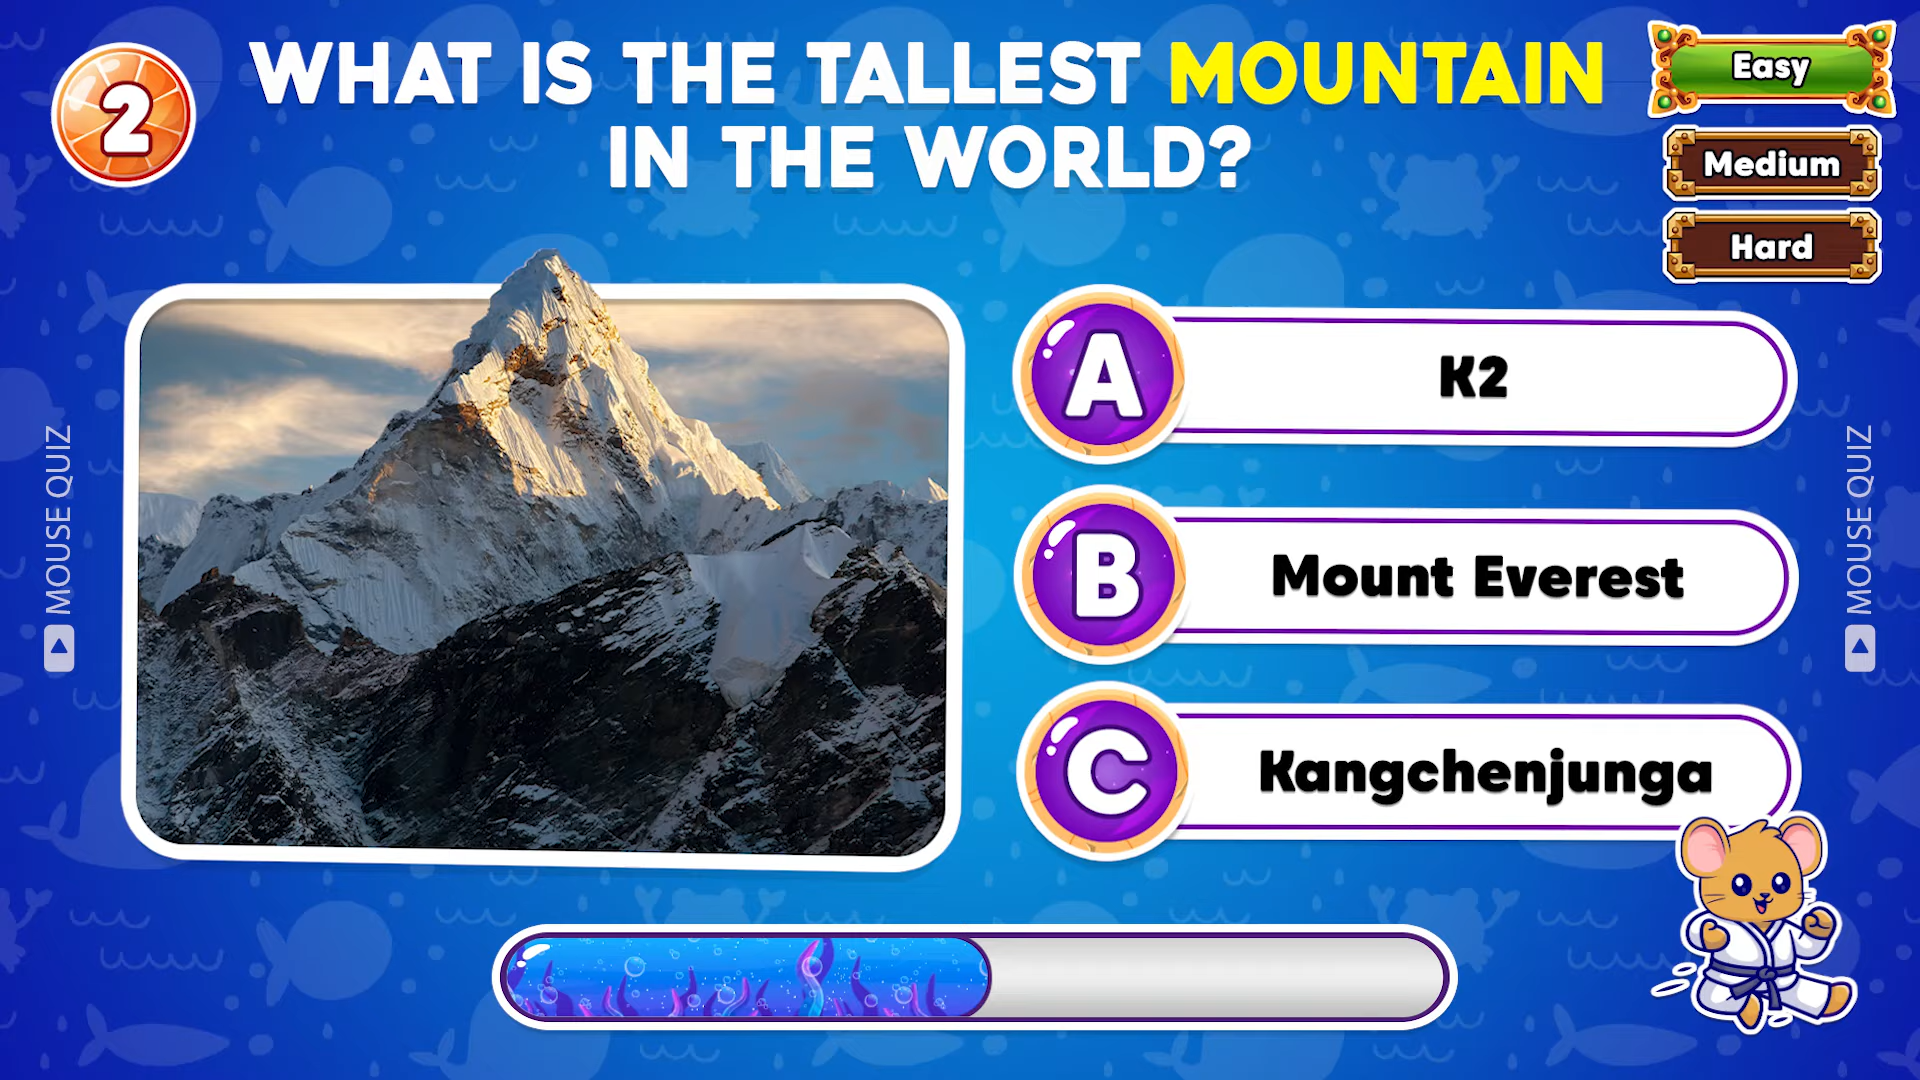 2
WHAT IS THE TALLEST MOUNTAIN
IN THE WORLD?
Easy
Medium
Hard
A
K2
B
Mount Everest
C
Kangchenjunga
MOUSE QUIZ
MOUSE QUIZ